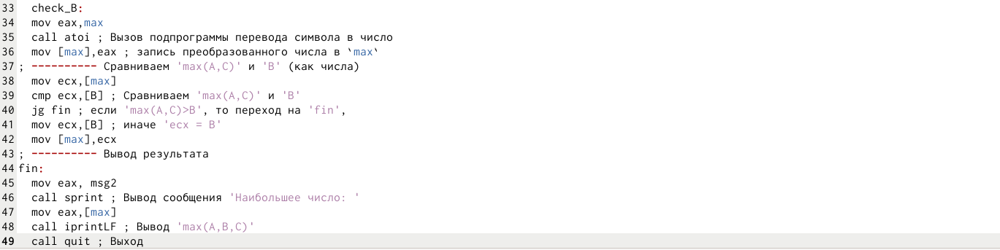 33 check_B:
34 mov eax,max
35 call atoi ; Вызов подпрограммы перевода символа в число
36 mov [max],eax ; запись преобразованного числа в `max`
37 ; ---------- Сравниваем 'max(A,C)' и 'B' (как числа)
38 mov ecx,[max]
39 cmp ecx,[B] ; Сравниваем 'max(A,C)' и 'B'
40 jg fin ; если 'max(A,C)>B', то переход на 'fin',
41 mov ecx,[B] ; иначе 'ecx = B'
42 mov [max],ecx
43 ; ---------- Вывод результата
44 fin:
45 mov eax, msg2
46 call sprint ; Вывод сообщения 'Наибольшее число: '
47 mov eax,[max]
48 call iprintLF ; Вывод 'max(A,B,C)'
49 call quit ; Выход